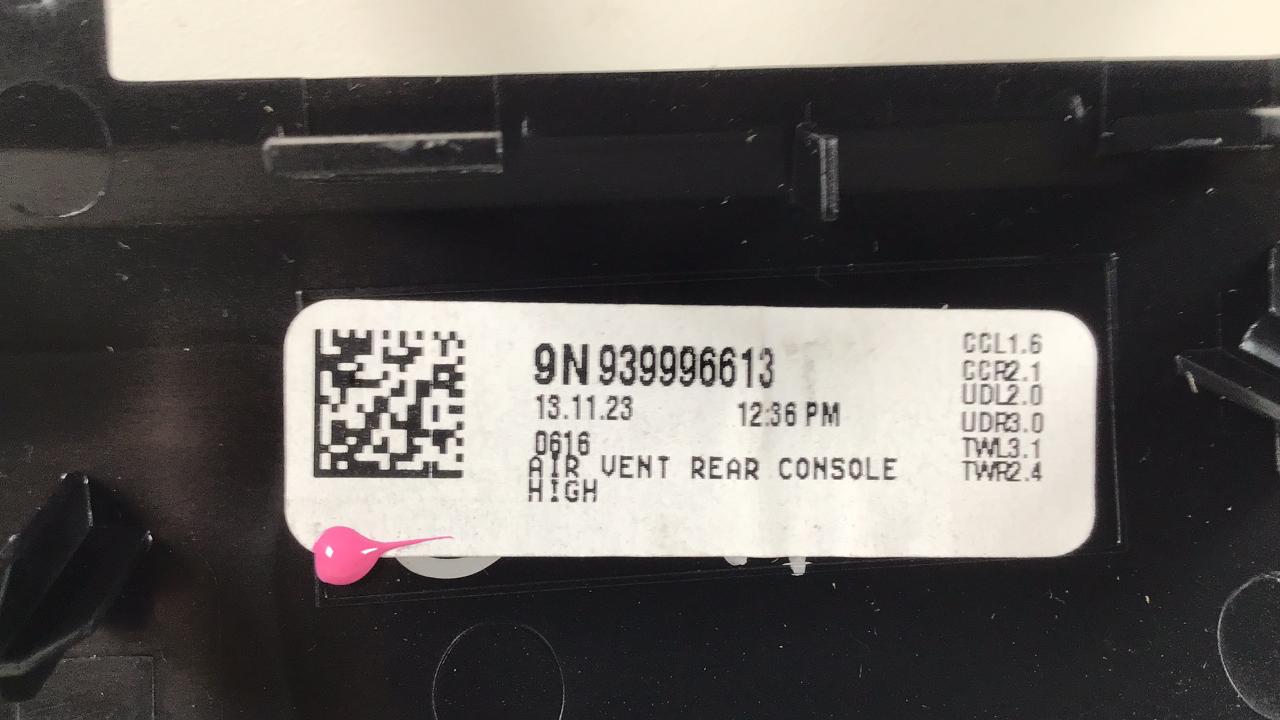 9N 939996613
13.11.23 12:36 PM
0616
AIR VENT REAR CONSOLE
HIGH
CCL1.6
CCR2.1
UDL2.0
UDR3.0
TWL3.1
TWR2.4